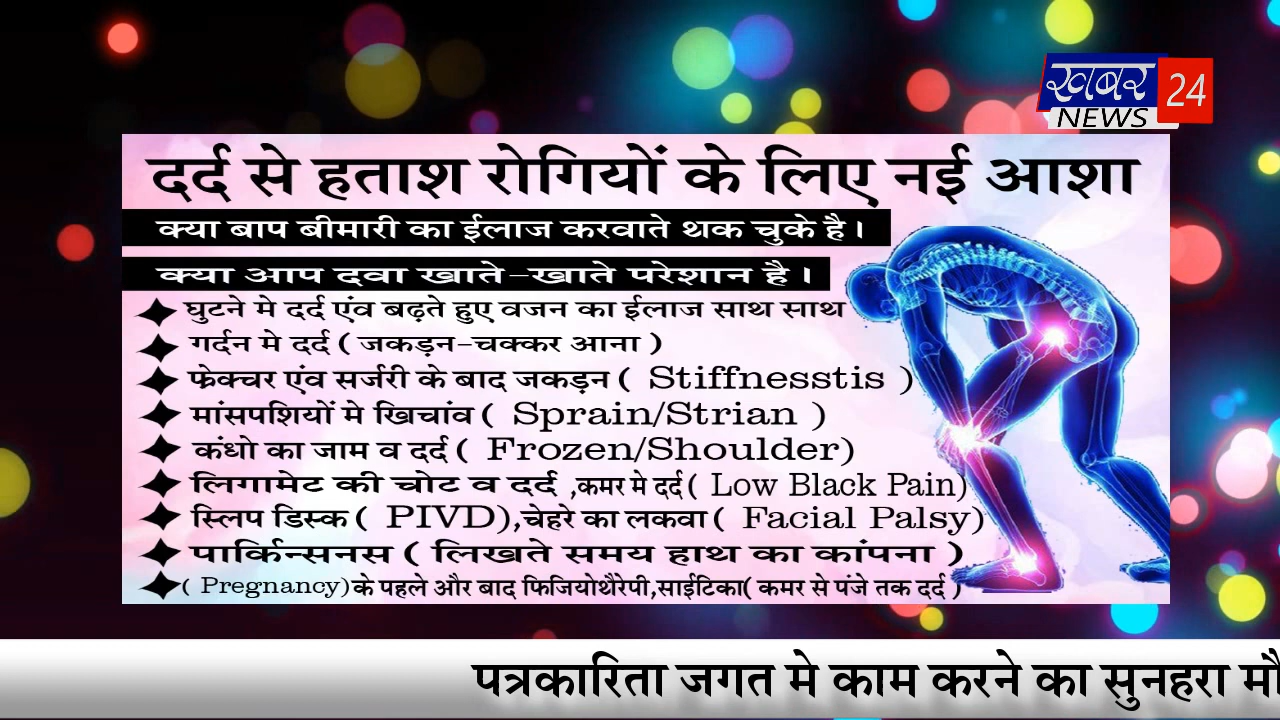 खबर 24
NEWS
दर्द से हताश रोगियों के लिए नई आशा
क्या बाप बीमारी का ईलाज करवाते थक चुके है।
क्या आप दवा खाते-खाते परेशान है।
घुटने मे दर्द एंव बढ़ते हुए वजन का ईलाज साथ साथ
गर्दन मे दर्द ( जकड़न-चक्कर आना )
फ्रेक्चर एंव सर्जरी के बाद जकड़न ( Stiffnesstis )
मांसपशियों मे खिचांव ( Sprain/Strian )
कंधो का जाम व दर्द ( Frozen/Shoulder)
लिगामेट की चोट व दर्द ,कमर मे दर्द ( Low Black Pain)
स्लिप डिस्क ( PIVD),चेहरे का लकवा ( Facial Palsy)
पार्किन्सनस ( लिखते समय हाथ का कांपना )
( Pregnancy)के पहले और बाद फिजियोथैरेपी,साईटिका( कमर से पंजे तक दर्द )
पत्रकारिता जगत मे काम करने का सुनहरा मौ